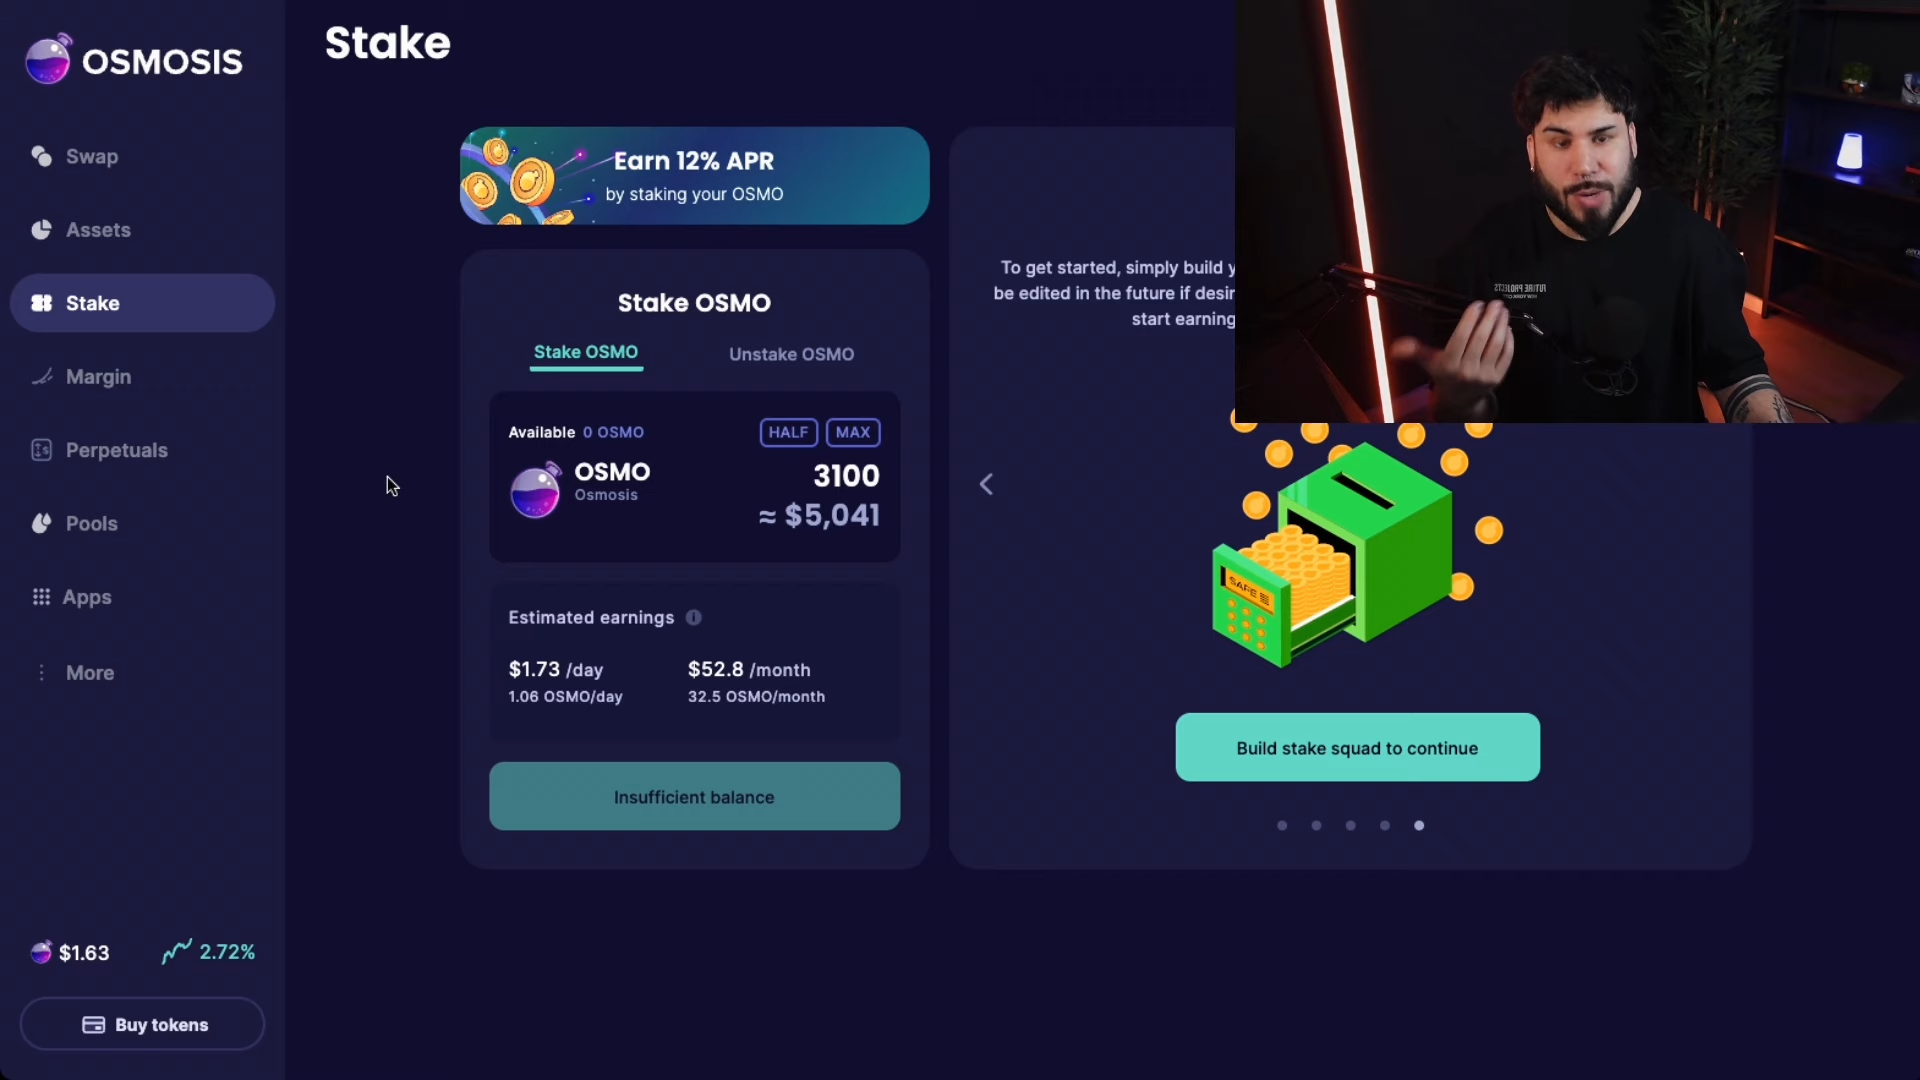 OSMOSIS
Swap
Assets
Stake
Margin
Perpetuals
Pools
Apps
More
$1.63
2.72%
Buy tokens
Stake
Earn 12% APR
by staking your OSMO
Stake OSMO
Stake OSMO
Unstake OSMO
Available 0 OSMO
HALF
MAX
OSMO
Osmosis
3100
≈ $5,041
Estimated earnings
$1.73 /day
$52.8 /month
1.06 OSMO/day
32.5 OSMO/month
Insufficient balance
To get started, simply build y
be edited in the future if desir
start earning
SAFE
Build stake squad to continue
FUTURE PROJECTS